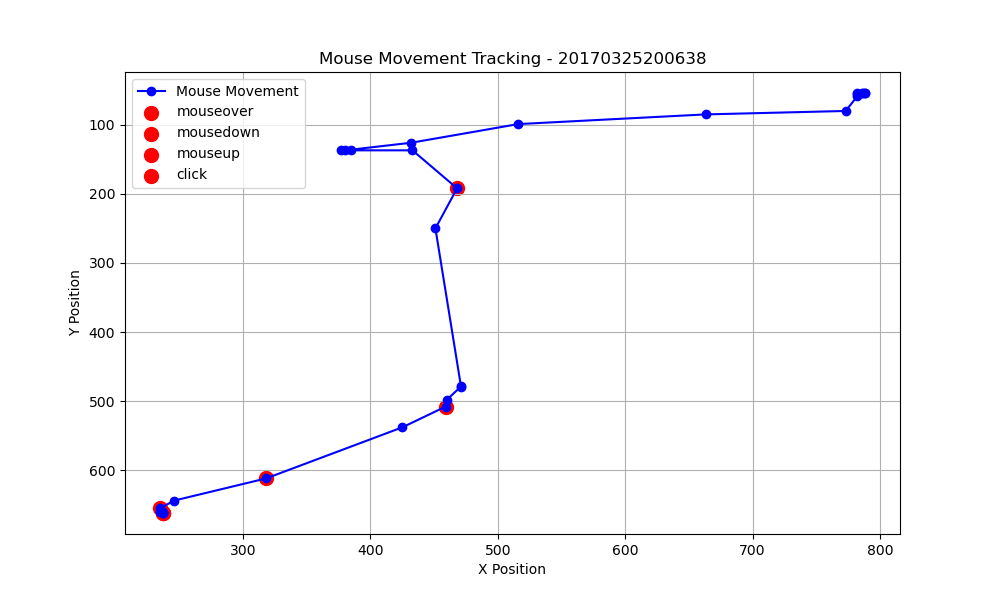 Mouse Movement Tracking - 20170325200638
Mouse Movement
mouseover
mousedown
mouseup
click
Y Position
100
200
300
400
500
600
300
400
500
600
700
800
X Position